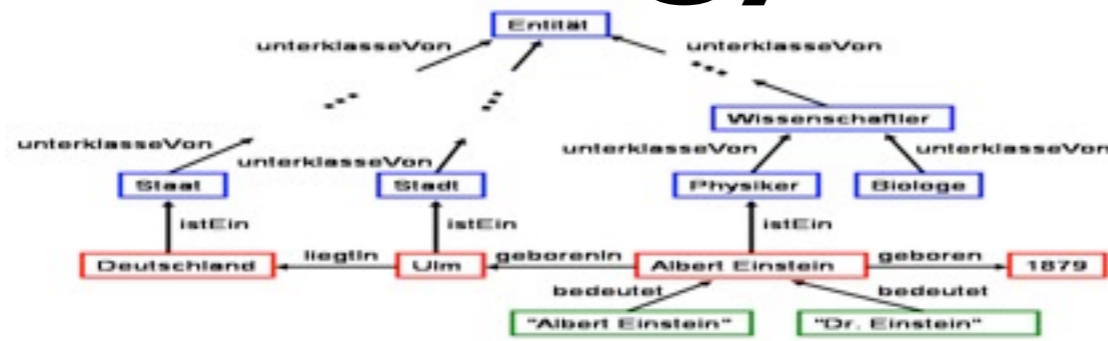 Entität
unterklasseVon unterklasseVon
Wissenschaftler
unterklasseVon unterklasseVon unterklasseVon unterklasseVon
Staat Stadt Physiker Biologe
istEin istEin istEin
Deutschland liegtIn Ulm geborenIn Albert Einstein geboren 1879
bedeutet bedeutet
"Albert Einstein" "Dr. Einstein"